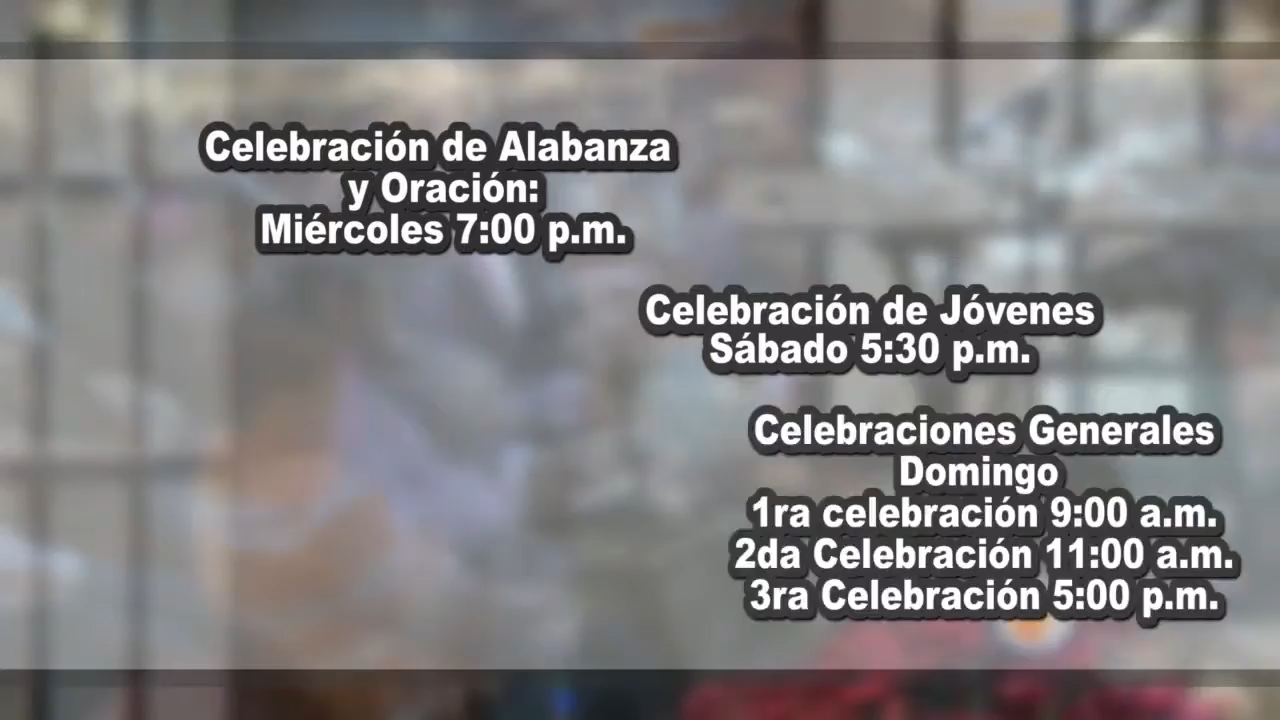 Celebración de Alabanza
y Oración:
Miércoles 7:00 p.m.
Celebración de Jóvenes
Sábado 5:30 p.m.
Celebraciones Generales
Domingo
1ra celebración 9:00 a.m.
2da Celebración 11:00 a.m.
3ra Celebración 5:00 p.m.